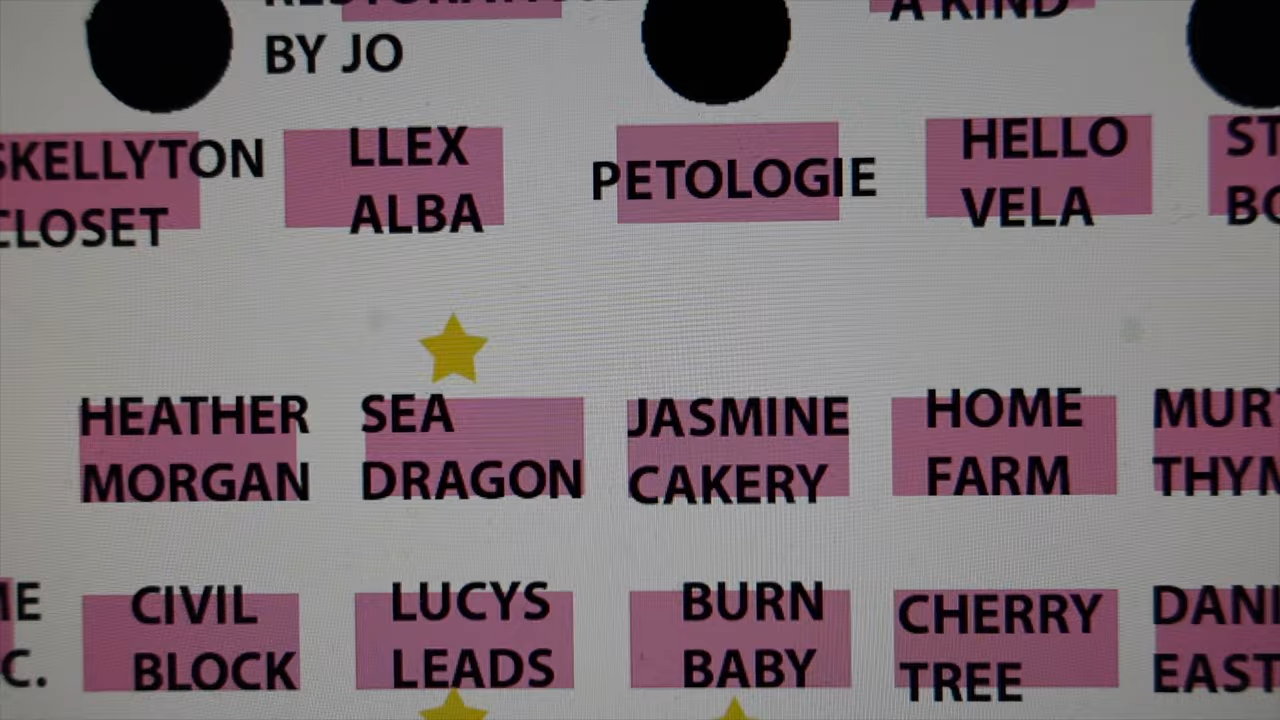 BY JO
A KIND
SKELLYTON
CLOSET
LLEX
ALBA
PETOLOGIE
HELLO
VELA
HEATHER
MORGAN
SEA
DRAGON
JASMINE
CAKERY
HOME
FARM
CIVIL
BLOCK
LUCYS
LEADS
BURN
BABY
CHERRY
TREE
C.